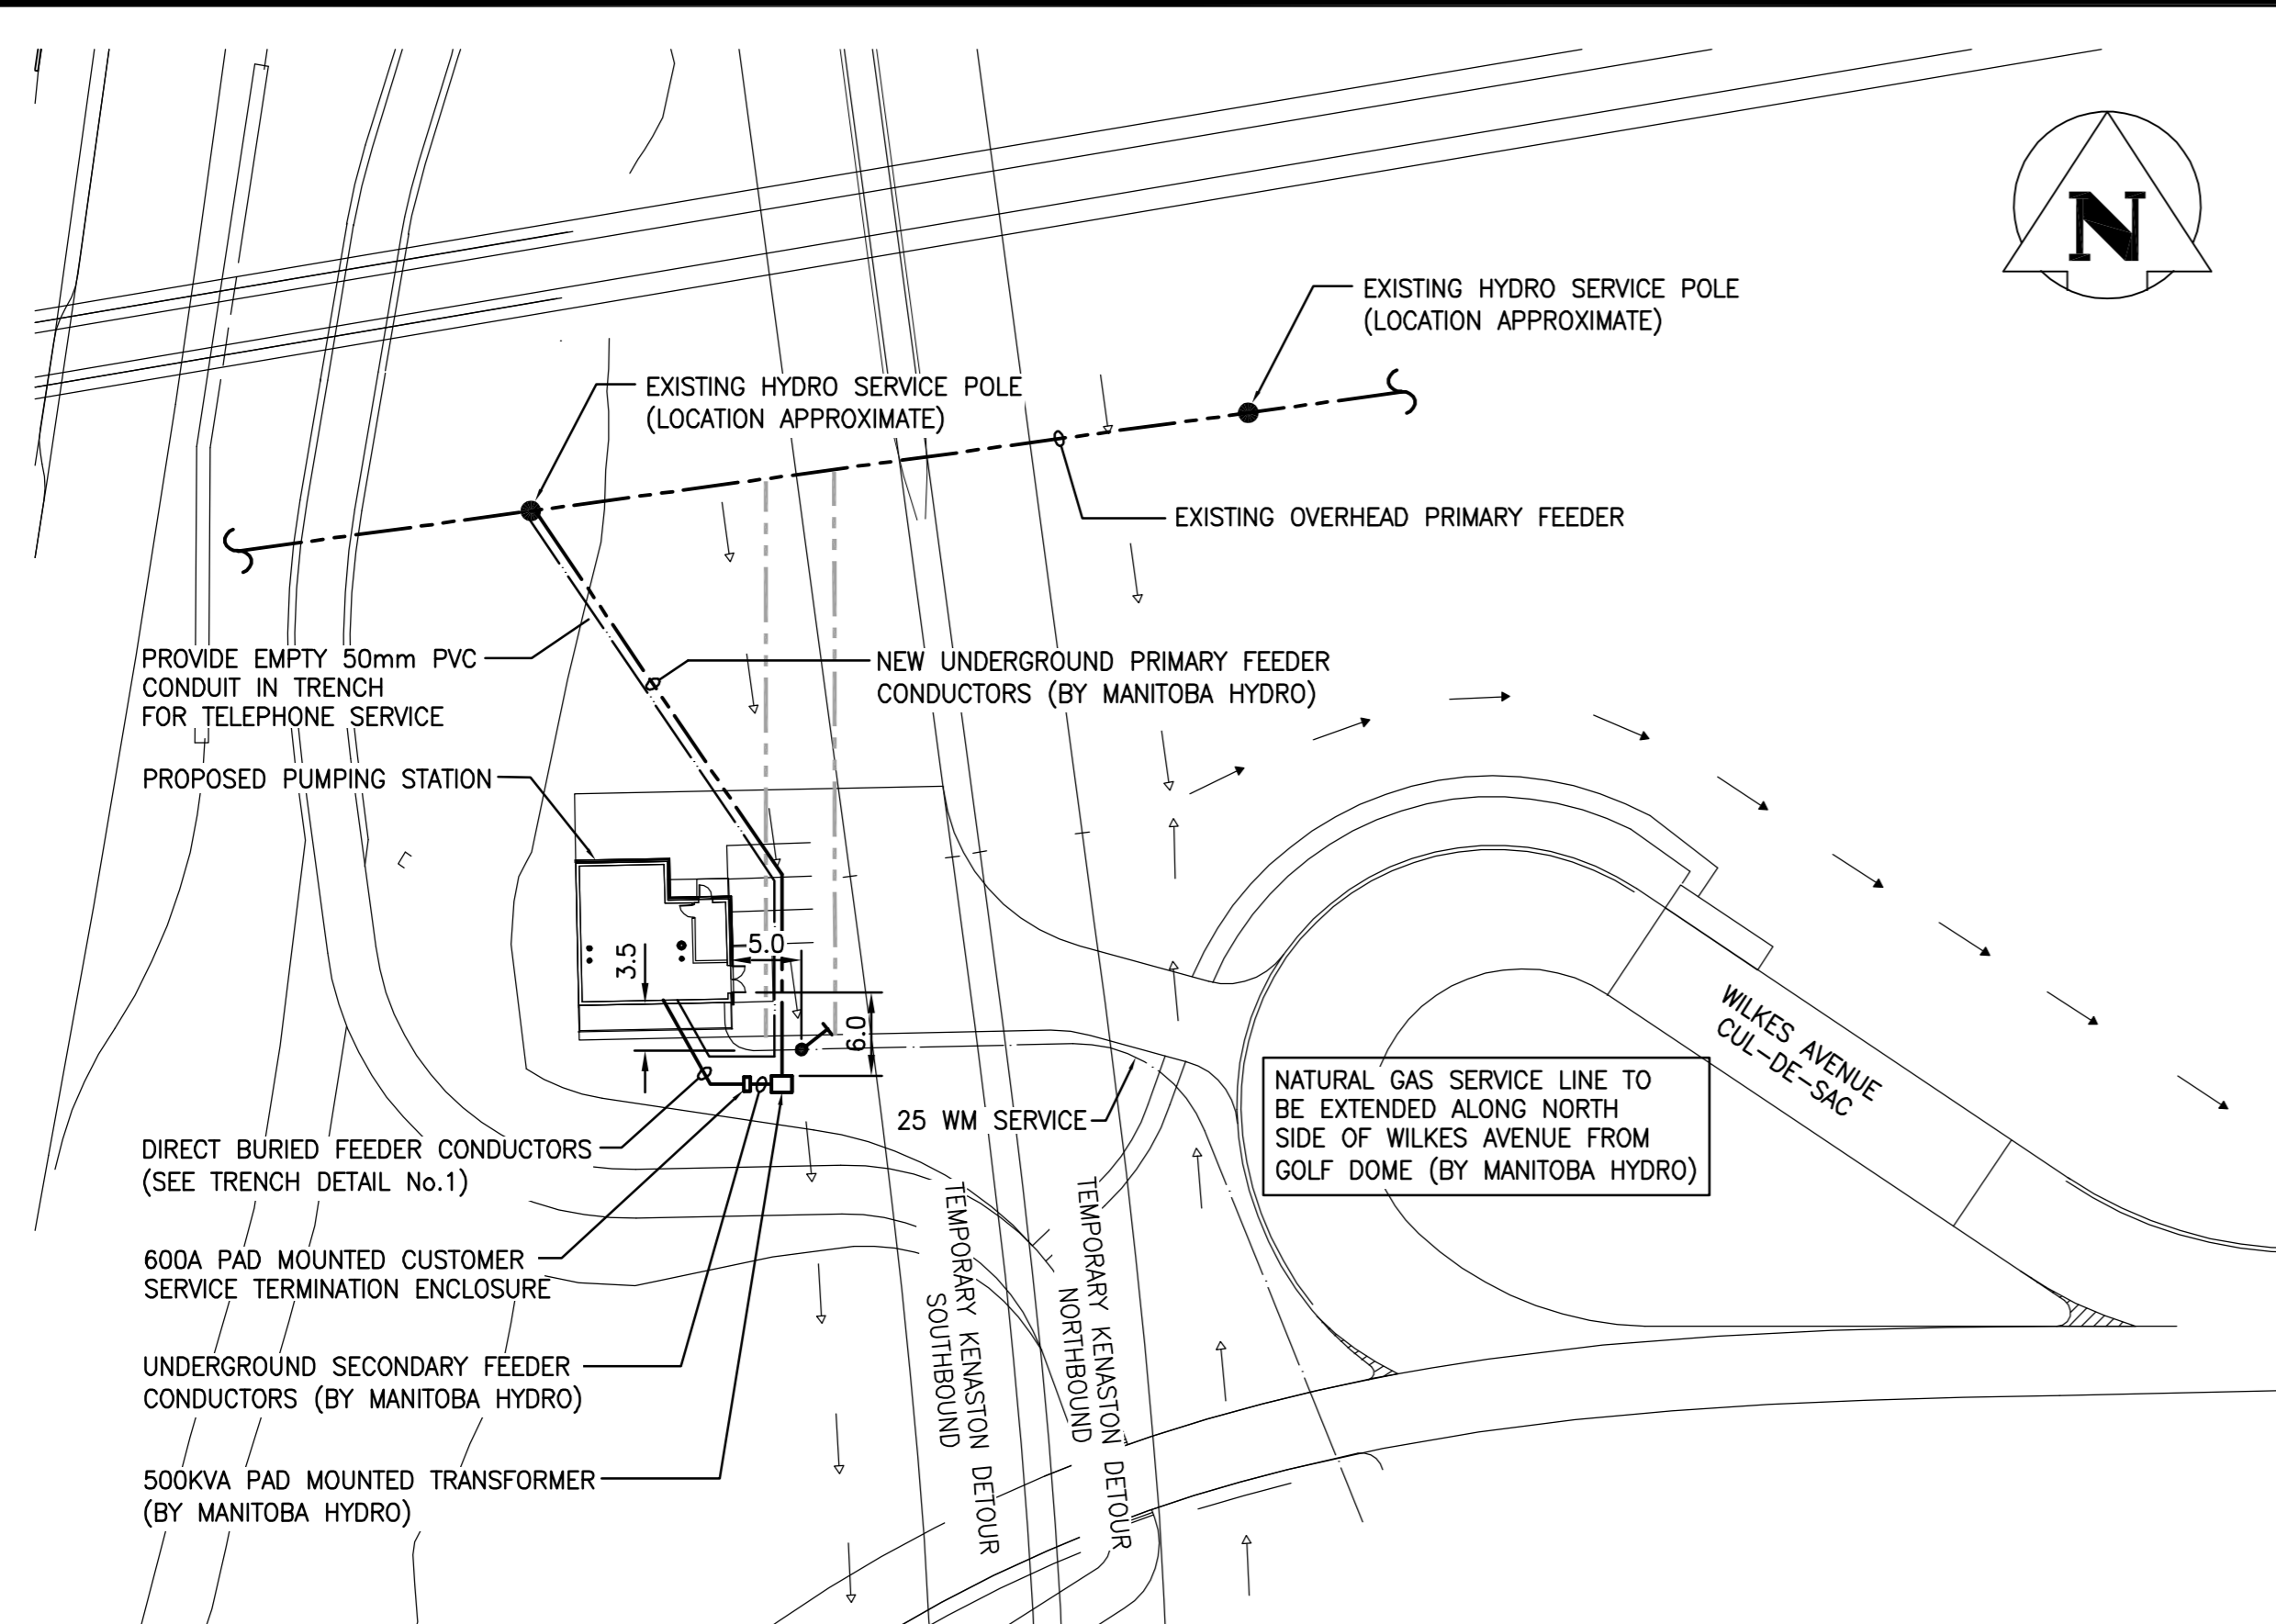 N
EXISTING HYDRO SERVICE POLE
(LOCATION APPROXIMATE)
EXISTING HYDRO SERVICE POLE
(LOCATION APPROXIMATE)
EXISTING OVERHEAD PRIMARY FEEDER
PROVIDE EMPTY 50mm PVC
CONDUIT IN TRENCH
FOR TELEPHONE SERVICE
NEW UNDERGROUND PRIMARY FEEDER
CONDUCTORS (BY MANITOBA HYDRO)
PROPOSED PUMPING STATION
3.5
5.0
6.0
WILKES AVENUE
CUL-DE-SAC
25 WM SERVICE
NATURAL GAS SERVICE LINE TO
BE EXTENDED ALONG NORTH
SIDE OF WILKES AVENUE FROM
GOLF DOME (BY MANITOBA HYDRO)
DIRECT BURIED FEEDER CONDUCTORS
(SEE TRENCH DETAIL No.1)
600A PAD MOUNTED CUSTOMER
SERVICE TERMINATION ENCLOSURE
TEMPORARY KENASTON DETOUR
SOUTHBOUND
TEMPORARY KENASTON DETOUR
NORTHBOUND
UNDERGROUND SECONDARY FEEDER
CONDUCTORS (BY MANITOBA HYDRO)
500KVA PAD MOUNTED TRANSFORMER
(BY MANITOBA HYDRO)